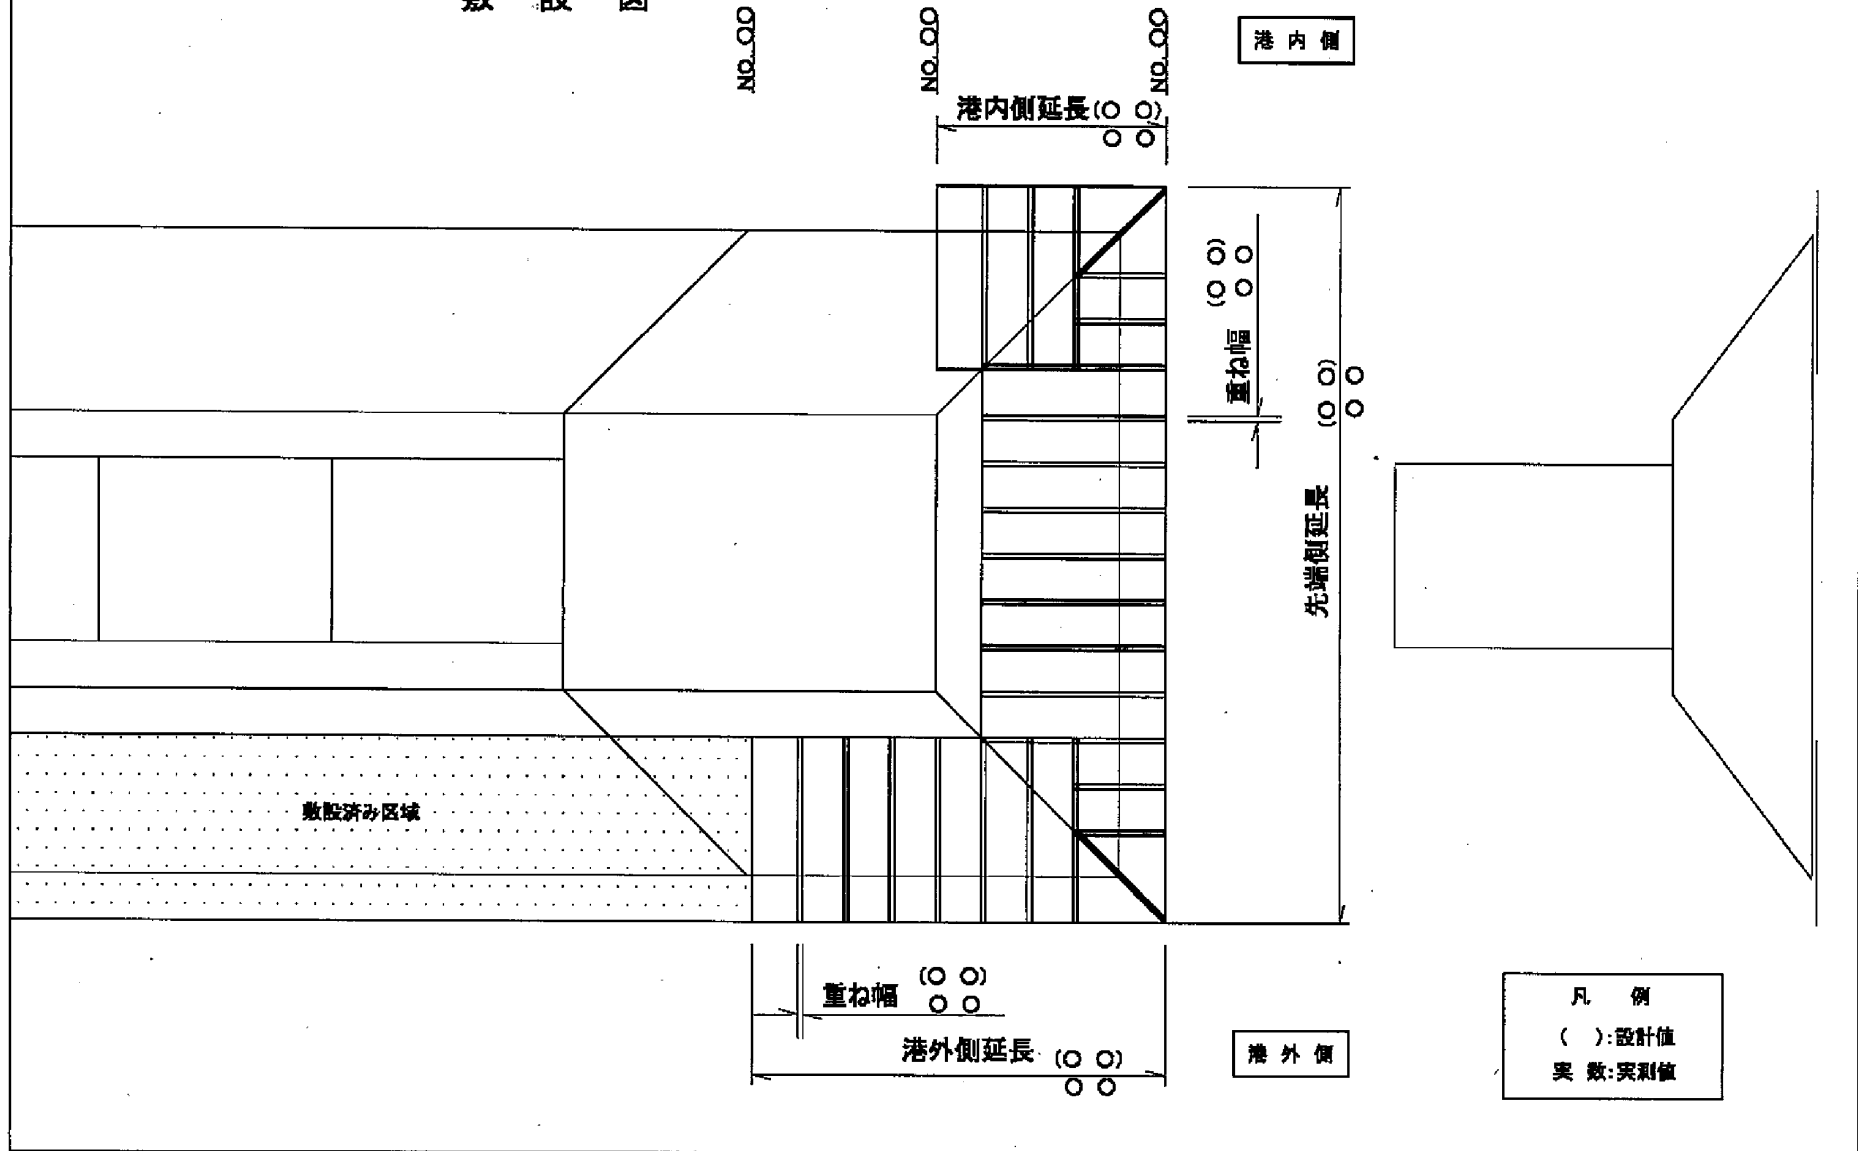 敷設図
NO.○○
NO.○○
NO.○○
港内側
港内側延長(○ ○)
○ ○
重ね幅
(○ ○)
○ ○
先端側延長
(○ ○)
○ ○
敷設済み区域
重ね幅
(○ ○)
○ ○
港外側延長
(○ ○)
○ ○
港外側
凡 例
( ):設計値
実 数:実測値